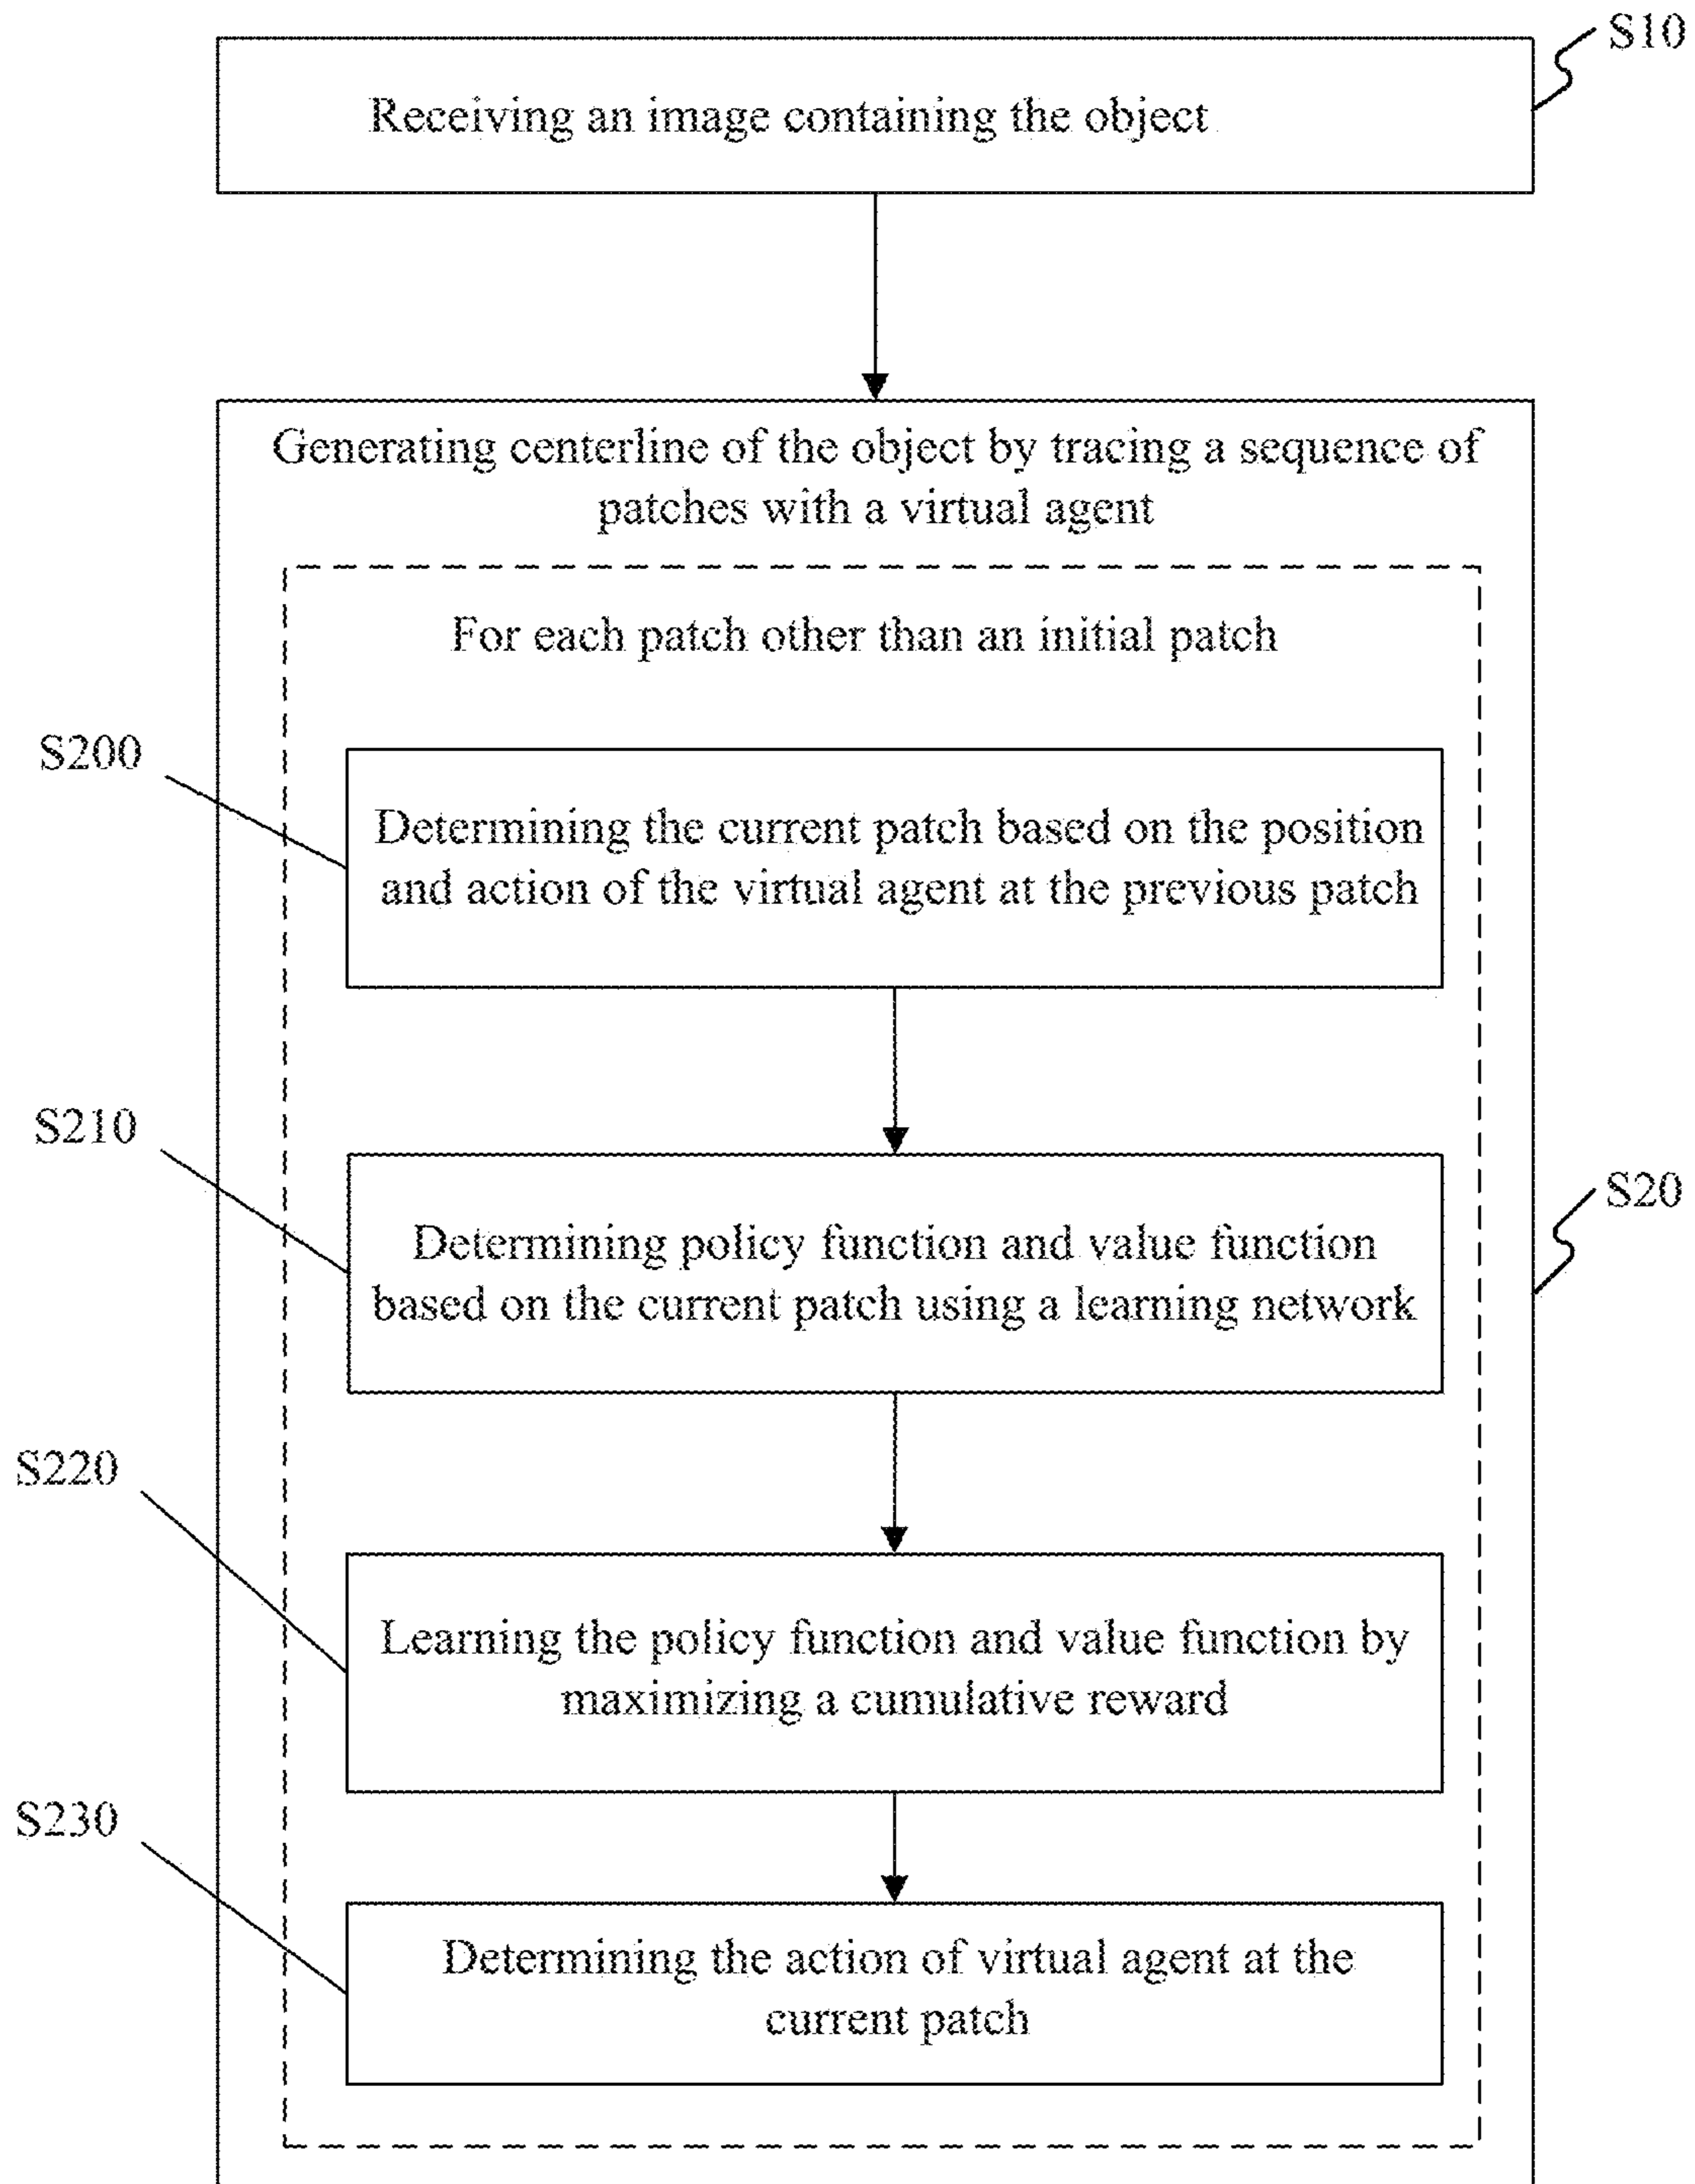 S10
Receiving an image containing the object
Generating centerline of the object by tracing a sequence of
patches with a virtual agent
For each patch other than an initial patch
S200
Determining the current patch based on the position
and action of the virtual agent at the previous patch
S210
Determining policy function and value function
based on the current patch using a learning network
S20
S220
Learning the policy function and value function by
maximizing a cumulative reward
S230
Determining the action of virtual agent at the
current patch